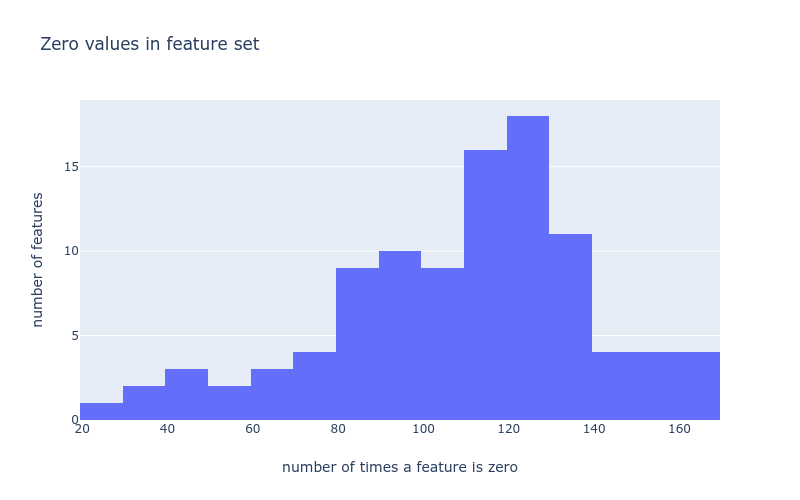 Zero values in feature set
number of features
15
10
5
0
20 40 60 80 100 120 140 160
number of times a feature is zero